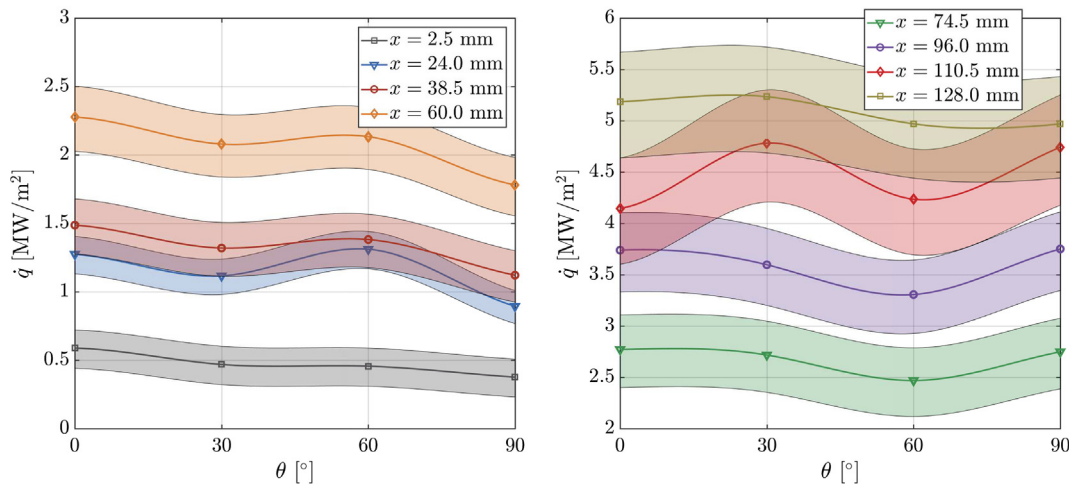 3
2.5
2
1.5
1
0.5
0
q̇ [MW/m²]
x = 2.5 mm
x = 24.0 mm
x = 38.5 mm
x = 60.0 mm
0 30 60 90
θ [°]
6
5.5
5
4.5
4
3.5
3
2.5
2
q̇ [MW/m²]
x = 74.5 mm
x = 96.0 mm
x = 110.5 mm
x = 128.0 mm
0 30 60 90
θ [°]